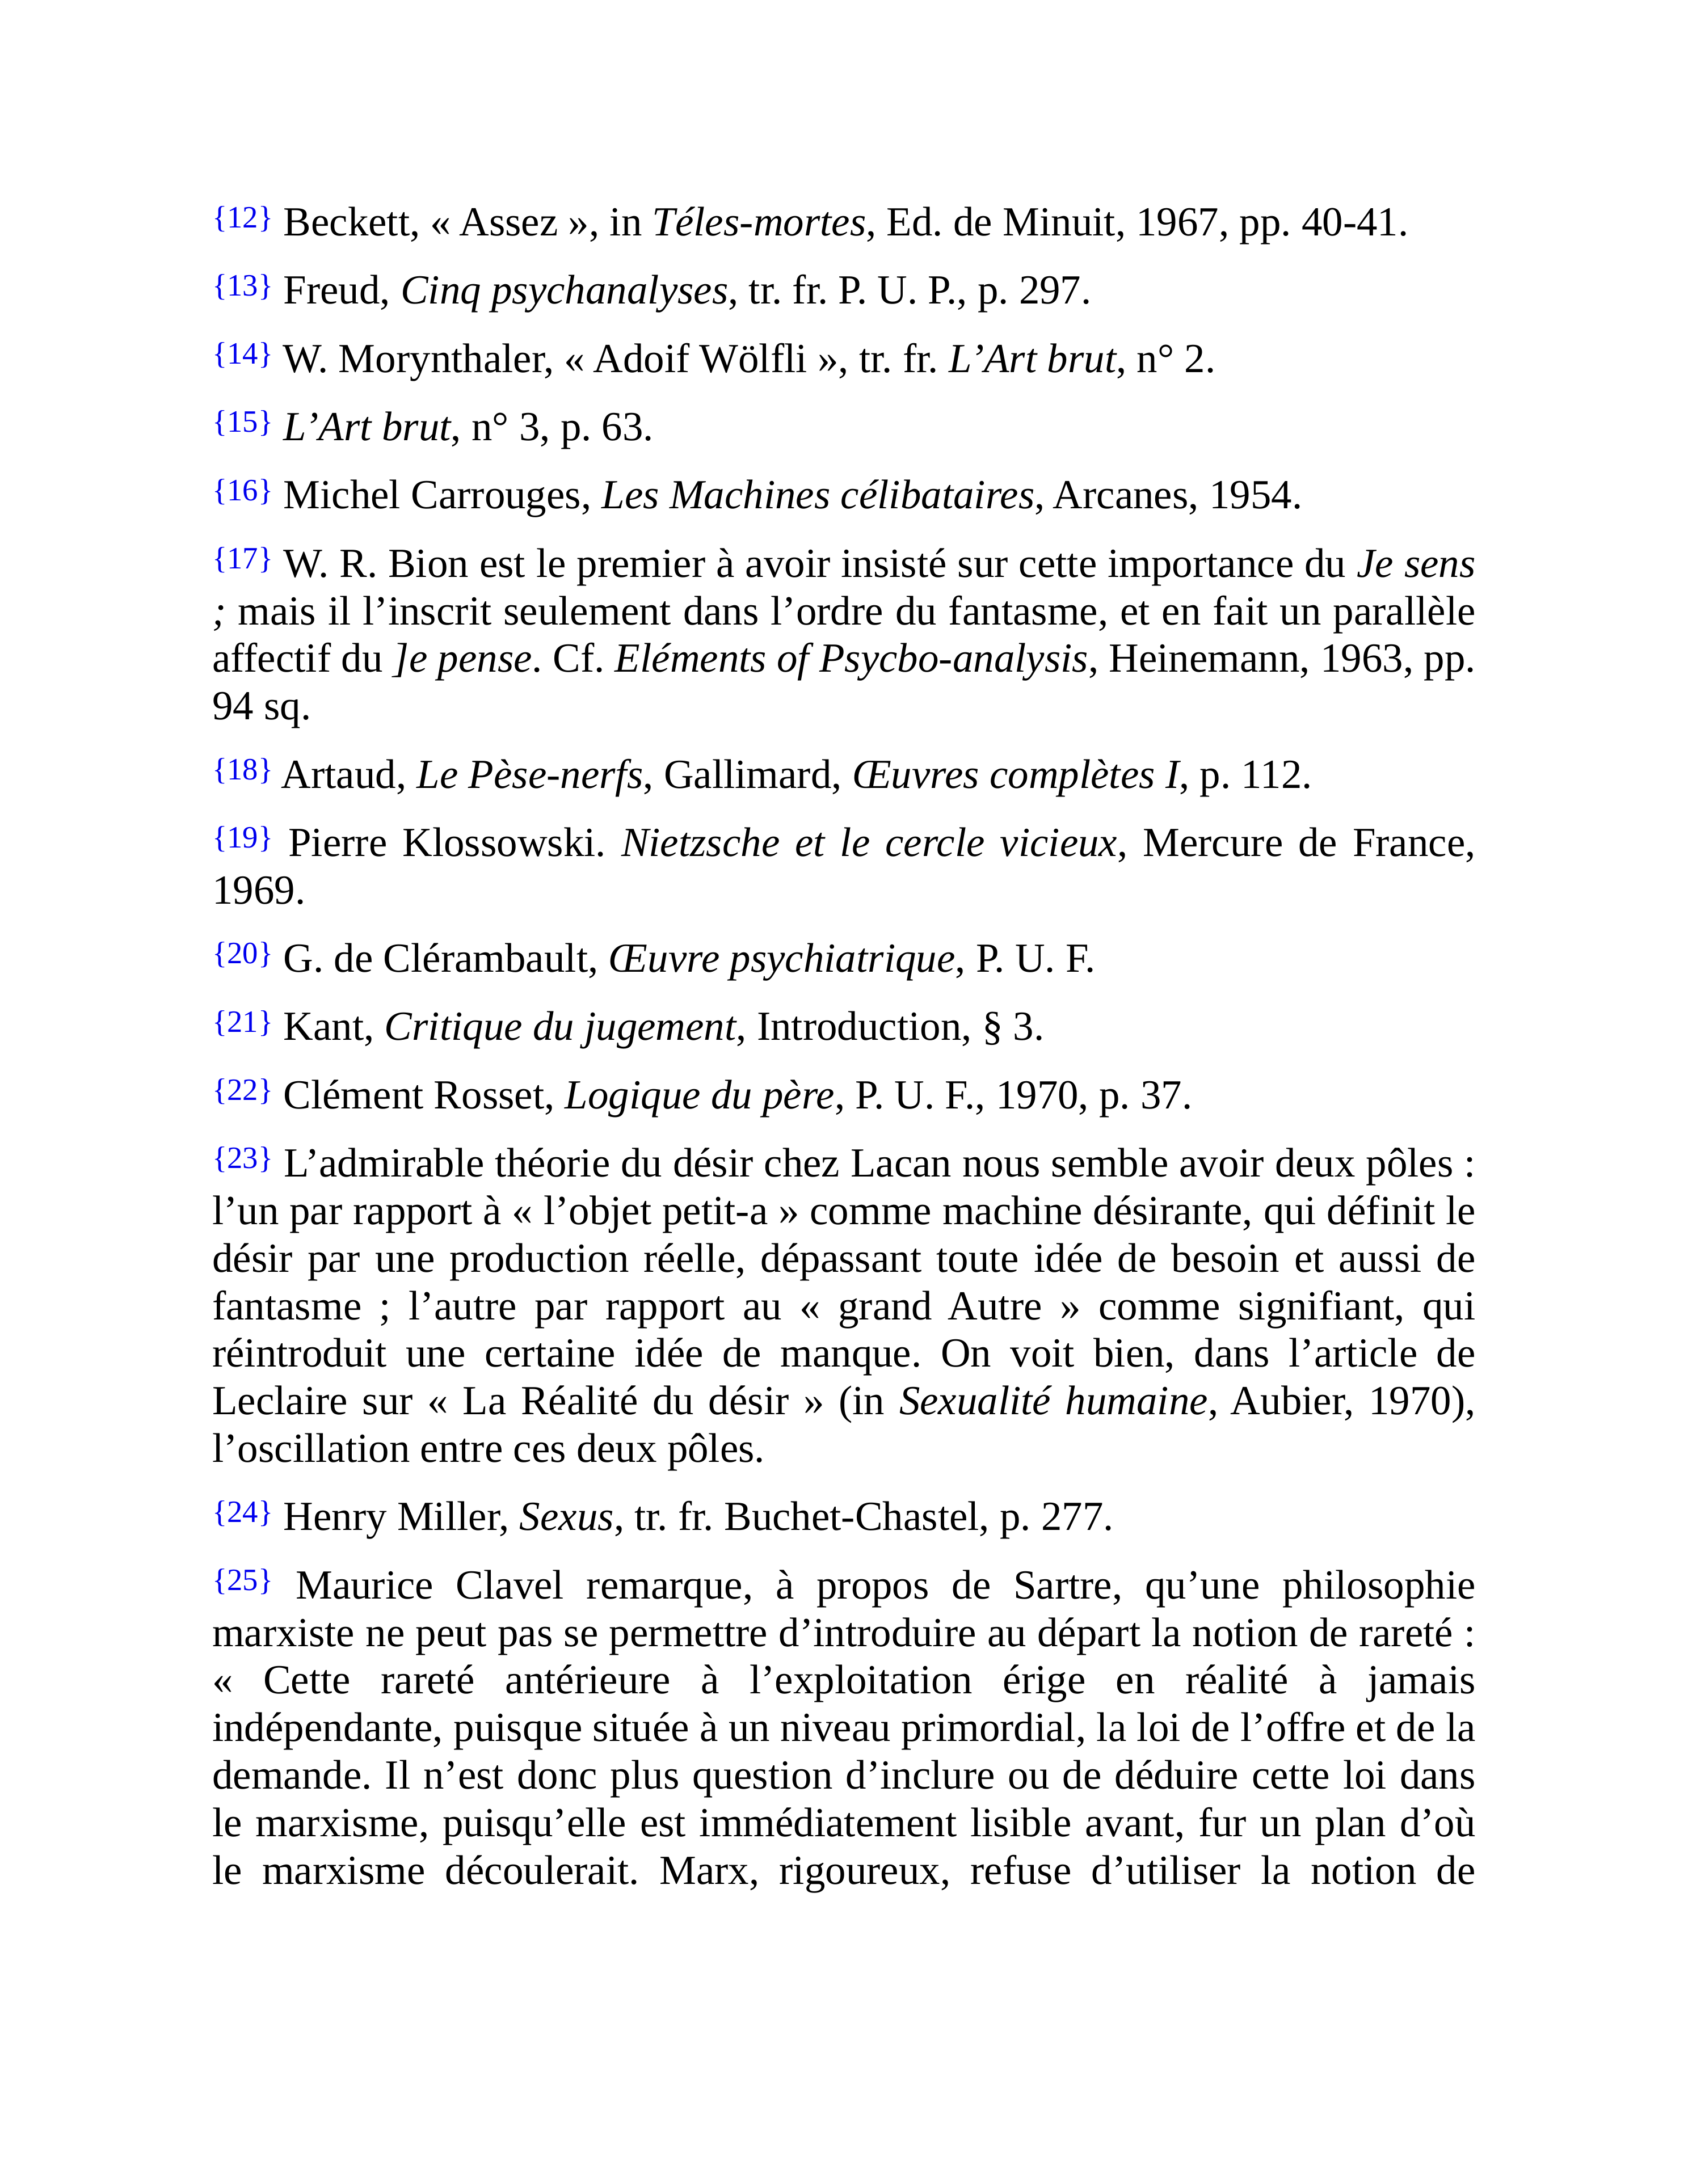 {12} Beckett, « Assez », in Téles-mortes, Ed. de Minuit, 1967, pp. 40-41.
{13} Freud, Cinq psychanalyses, tr. fr. P. U. P., p. 297.
{14} W. Morynthaler, « Adoif Wölfli », tr. fr. L’Art brut, n° 2.
{15} L’Art brut, n° 3, p. 63.
{16} Michel Carrouges, Les Machines célibataires, Arcanes, 1954.
{17} W. R. Bion est le premier à avoir insisté sur cette importance du Je sens
; mais il l’inscrit seulement dans l’ordre du fantasme, et en fait un parallèle
affectif du ]e pense. Cf. Eléments of Psycbo-analysis, Heinemann, 1963, pp.
94 sq.
{18} Artaud, Le Pèse-nerfs, Gallimard, Œuvres complètes I, p. 112.
{19} Pierre Klossowski. Nietzsche et le cercle vicieux, Mercure de France,
1969.
{20} G. de Clérambault, Œuvre psychiatrique, P. U. F.
{21} Kant, Critique du jugement, Introduction, § 3.
{22} Clément Rosset, Logique du père, P. U. F., 1970, p. 37.
{23} L’admirable théorie du désir chez Lacan nous semble avoir deux pôles :
l’un par rapport à « l’objet petit-a » comme machine désirante, qui définit le
désir par une production réelle, dépassant toute idée de besoin et aussi de
fantasme ; l’autre par rapport au « grand Autre » comme signifiant, qui
réintroduit une certaine idée de manque. On voit bien, dans l’article de
Leclaire sur « La Réalité du désir » (in Sexualité humaine, Aubier, 1970),
l’oscillation entre ces deux pôles.
{24} Henry Miller, Sexus, tr. fr. Buchet-Chastel, p. 277.
{25} Maurice Clavel remarque, à propos de Sartre, qu’une philosophie
marxiste ne peut pas se permettre d’introduire au départ la notion de rareté :
« Cette rareté antérieure à l’exploitation érige en réalité à jamais
indépendante, puisque située à un niveau primordial, la loi de l’offre et de la
demande. Il n’est donc plus question d’inclure ou de déduire cette loi dans
le marxisme, puisqu’elle est immédiatement lisible avant, fur un plan d’où
le marxisme découlerait. Marx, rigoureux, refuse d’utiliser la notion de